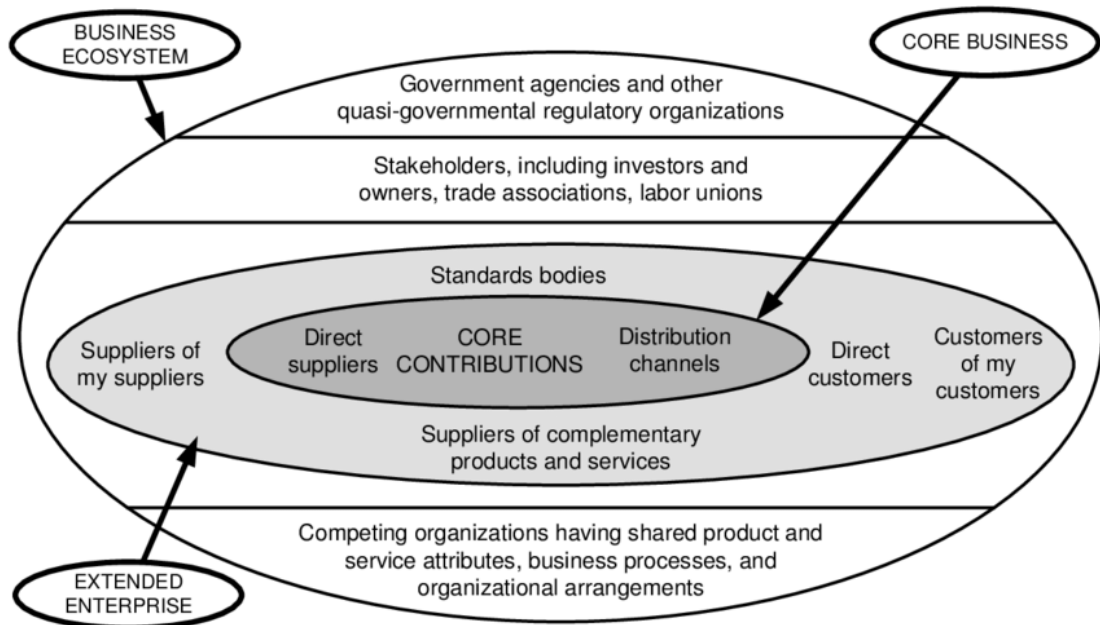 BUSINESS
ECOSYSTEM
CORE BUSINESS
Government agencies and other
quasi-governmental regulatory organizations
Stakeholders, including investors and
owners, trade associations, labor unions
Standards bodies
Suppliers of
my suppliers
Direct
suppliers
CORE
CONTRIBUTIONS
Distribution
channels
Direct
customers
Customers
of my
customers
Suppliers of complementary
products and services
Competing organizations having shared product and
service attributes, business processes, and
organizational arrangements
EXTENDED
ENTERPRISE